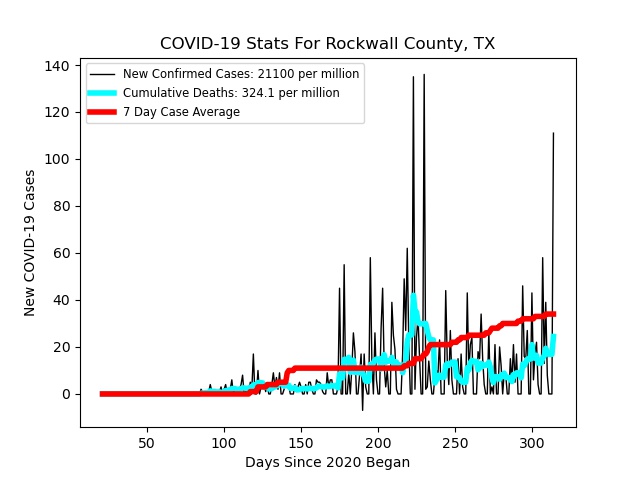 COVID-19 Stats For Rockwall County, TX
New Confirmed Cases: 21100 per million
Cumulative Deaths: 324.1 per million
7 Day Case Average
New COVID-19 Cases
140
120
100
80
60
40
20
0
50 100 150 200 250 300
Days Since 2020 Began